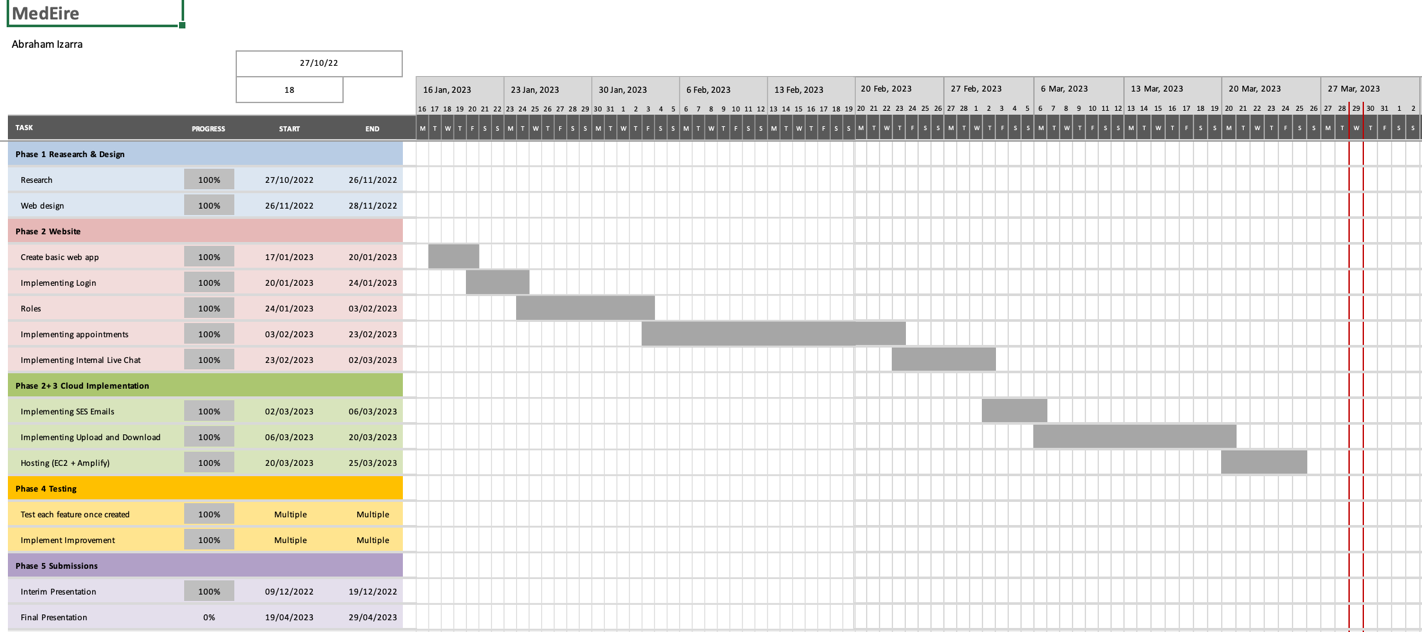 MedEire
Abraham Izarra
27/10/22
18
16 Jan, 2023 23 Jan, 2023 30 Jan, 2023 6 Feb, 2023 13 Feb, 2023 20 Feb, 2023 27 Feb, 2023 6 Mar, 2023 13 Mar, 2023 20 Mar, 2023 27 Mar, 2023
16 17 18 19 20 21 22 23 24 25 26 27 28 29 30 31 1 2 3 4 5 6 7 8 9 10 11 12 13 14 15 16 17 18 19 20 21 22 23 24 25 26 27 28 1 2 3 4 5 6 7 8 9 10 11 12 13 14 15 16 17 18 19 20 21 22 23 24 25 26 27 28 29 30 31 1 2
TASK PROGRESS START END M T W T F S S M T W T F S S M T W T F S S M T W T F S S M T W T F S S M T W T F S S M T W T F S S M T W T F S S M T W T F S S M T W T F S S M T W T F S S
Phase 1 Reasearch & Design
Research 100% 27/10/2022 26/11/2022
Web design 100% 26/11/2022 28/11/2022
Phase 2 Website
Create basic web app 100% 17/01/2023 20/01/2023
Implementing Login 100% 20/01/2023 24/01/2023
Roles 100% 24/01/2023 03/02/2023
Implementing appointments 100% 03/02/2023 23/02/2023
Implementing Internal Live Chat 100% 23/02/2023 02/03/2023
Phase 2+3 Cloud Implementation
Implementing SES Emails 100% 02/03/2023 06/03/2023
Implementing Upload and Download 100% 06/03/2023 20/03/2023
Hosting (EC2 + Amplify) 100% 20/03/2023 25/03/2023
Phase 4 Testing
Test each feature once created 100% Multiple Multiple
Implement Improvement 100% Multiple Multiple
Phase 5 Submissions
Interim Presentation 100% 09/12/2022 19/12/2022
Final Presentation 0% 19/04/2023 29/04/2023